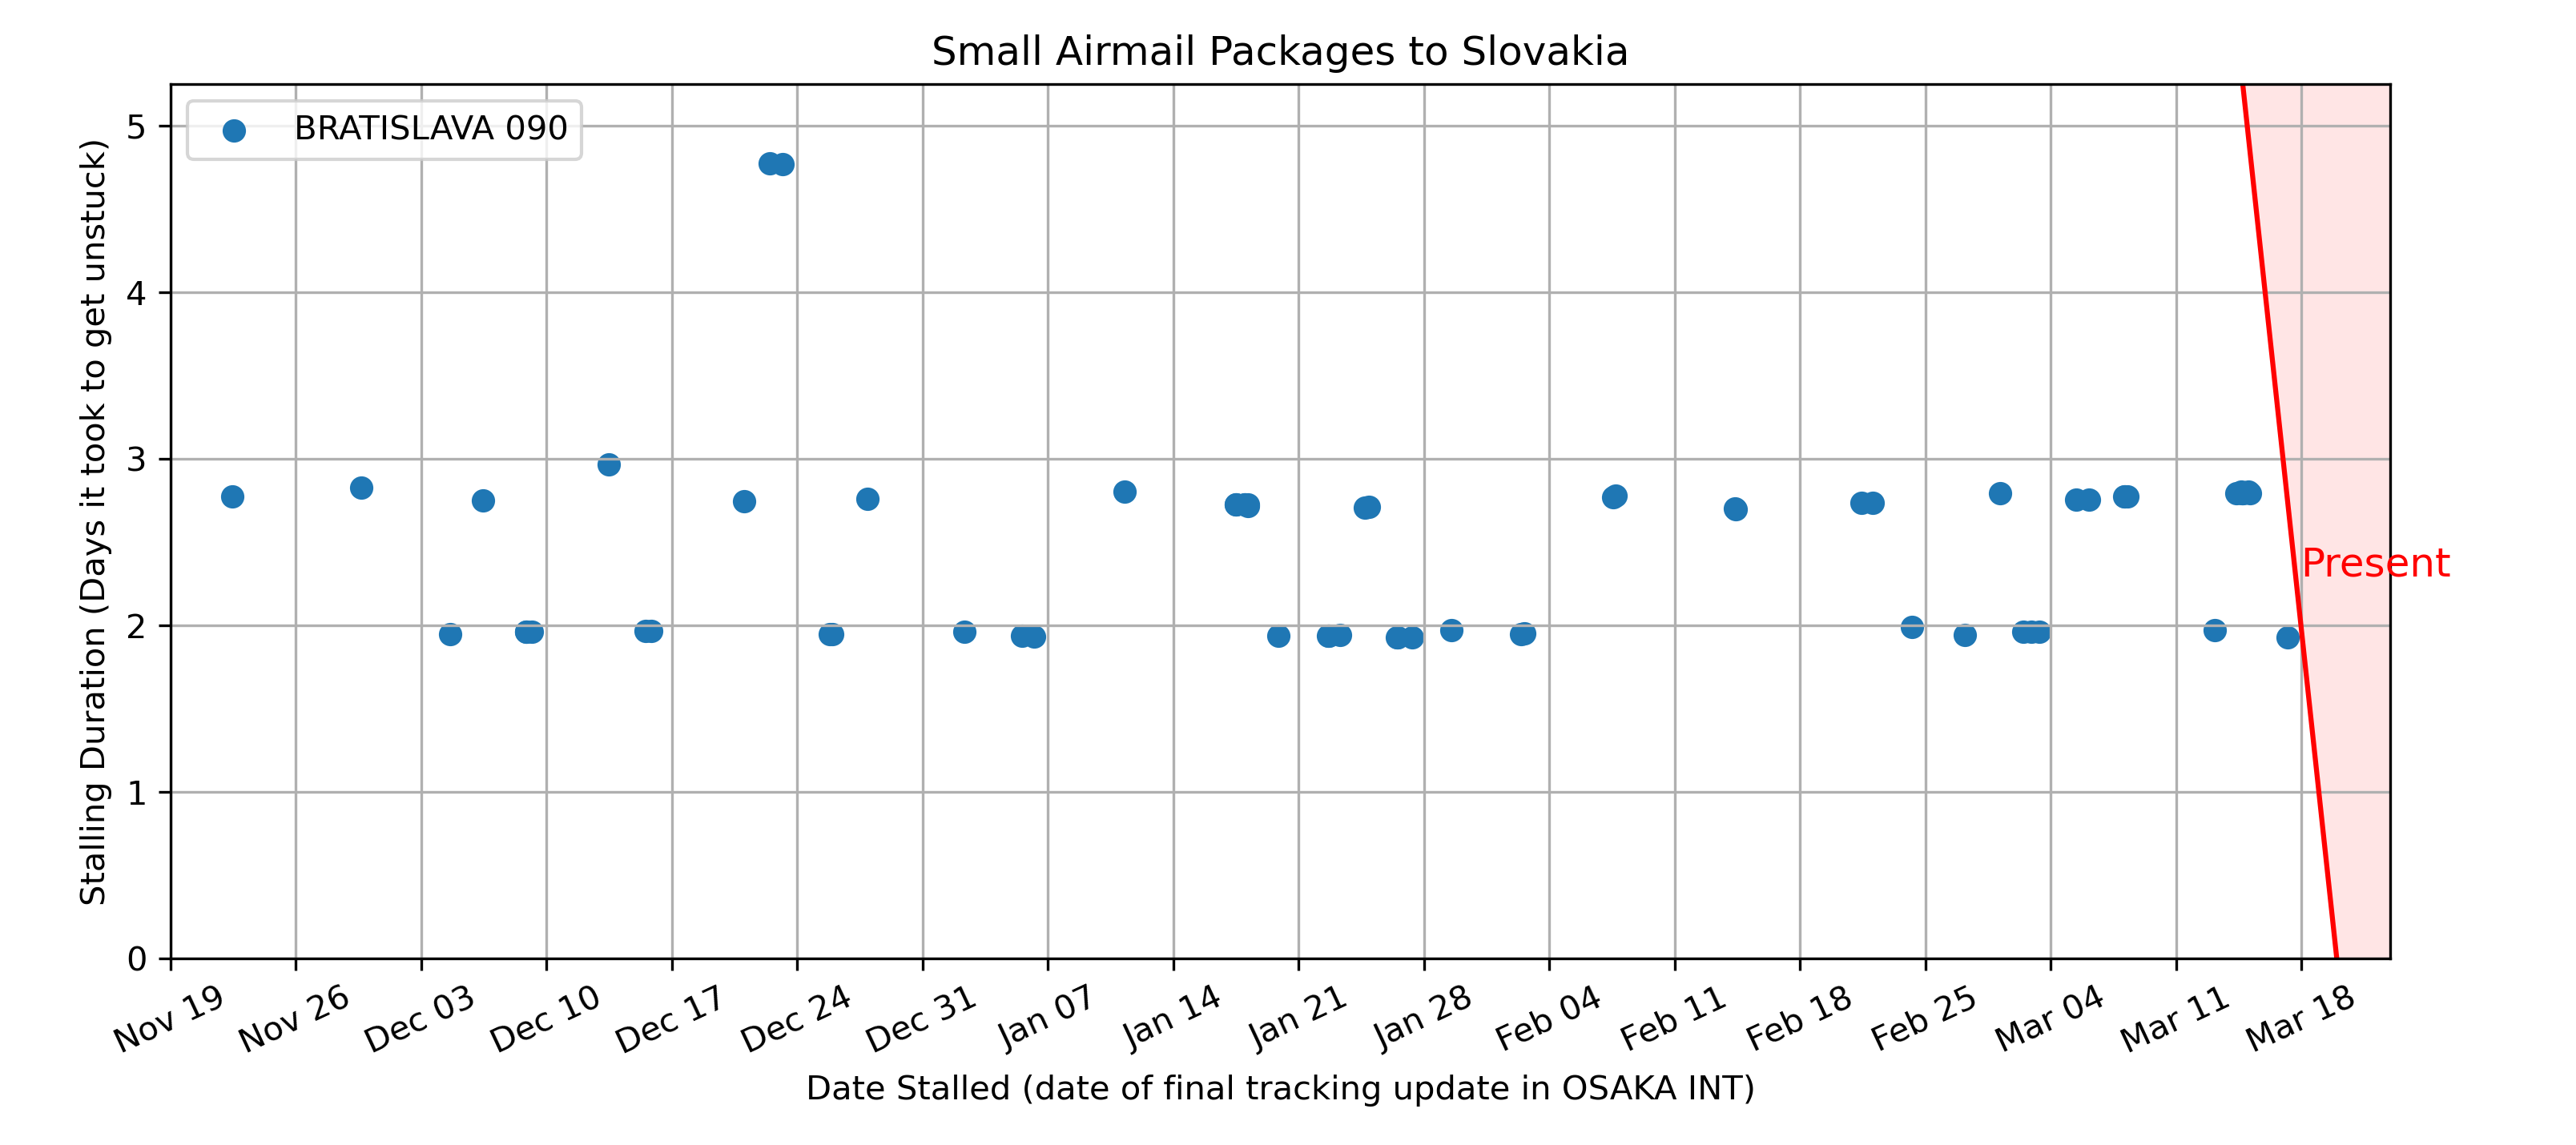 Small Airmail Packages to Slovakia
BRATISLAVA 090
Stalling Duration (Days it took to get unstuck)
5
4
3
2
1
0
Present
Nov 19
Nov 26
Dec 03
Dec 10
Dec 17
Dec 24
Dec 31
Jan 07
Jan 14
Jan 21
Jan 28
Feb 04
Feb 11
Feb 18
Feb 25
Mar 04
Mar 11
Mar 18
Date Stalled (date of final tracking update in OSAKA INT)